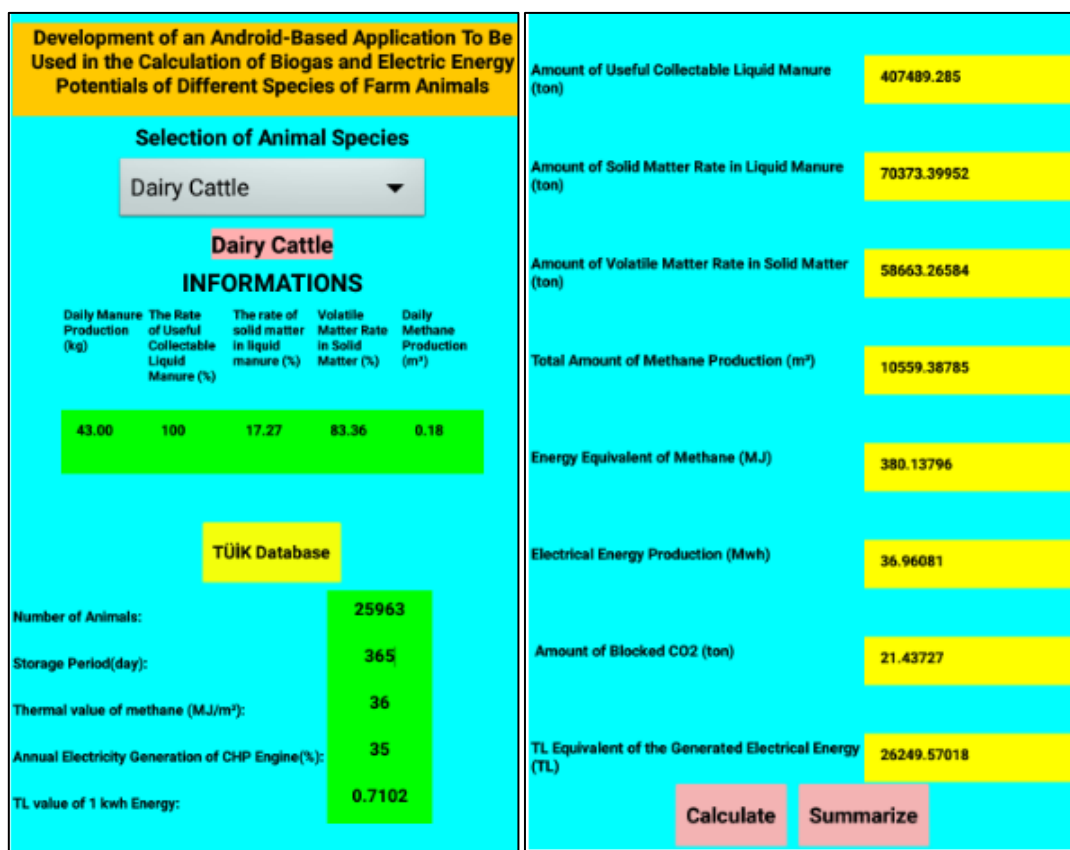 Development of an Android-Based Application To Be
Used in the Calculation of Biogas and Electric Energy
Potentials of Different Species of Farm Animals
Selection of Animal Species
Dairy Cattle
Dairy Cattle
INFORMATIONS
Daily Manure Production (kg)
The Rate of Useful Collectable Liquid Manure (%)
The rate of solid matter in liquid manure (%)
Volatile Matter Rate in Solid Matter (%)
Daily Methane Production (m³)
43.00 100 17.27 83.36 0.18
TÜİK Database
Number of Animals: 25963
Storage Period(day): 365
Thermal value of methane (MJ/m³): 36
Annual Electricity Generation of CHP Engine(%): 35
TL value of 1 kwh Energy: 0.7102
Amount of Useful Collectable Liquid Manure
(ton)
407489.285
Amount of Solid Matter Rate in Liquid Manure
(ton)
70373.39952
Amount of Volatile Matter Rate in Solid Matter
(ton)
58663.26584
Total Amount of Methane Production (m³)
10559.38785
Energy Equivalent of Methane (MJ)
380.13796
Electrical Energy Production (Mwh)
36.96081
Amount of Blocked CO2 (ton)
21.43727
TL Equivalent of the Generated Electrical Energy
(TL)
26249.57018
Calculate Summarize